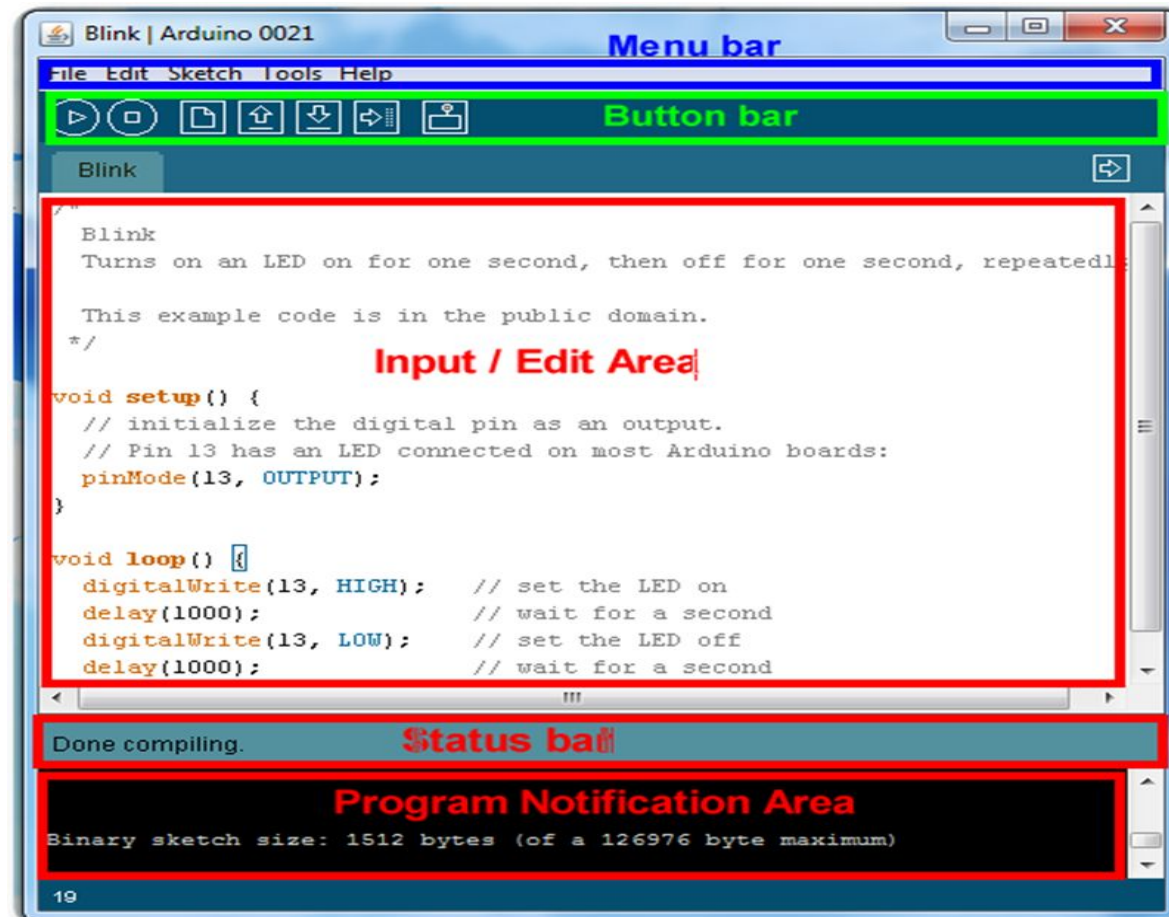 Blink | Arduino 0021
Menu bar
File Edit Sketch Tools Help
Button bar
Blink
/*
Blink
Turns on an LED on for one second, then off for one second, repeatedly
This example code is in the public domain.
*/
Input / Edit Area
void setup() {
// initialize the digital pin as an output.
// Pin 13 has an LED connected on most Arduino boards:
pinMode(13, OUTPUT);
}
void loop() {
digitalWrite(13, HIGH); // set the LED on
delay(1000); // wait for a second
digitalWrite(13, LOW); // set the LED off
delay(1000); // wait for a second
Done compiling.
Status bar
Program Notification Area
Binary sketch size: 1512 bytes (of a 126976 byte maximum)
19